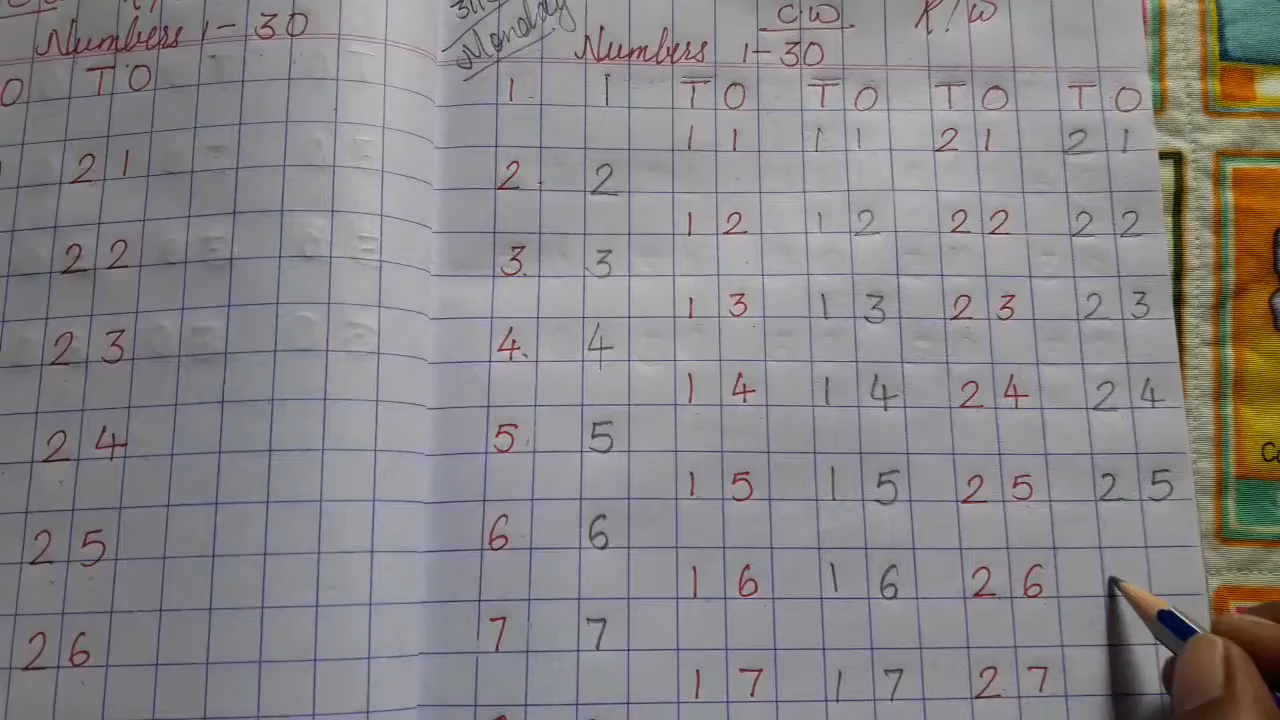 Numbers 1-30
O T O
2 1
2 2
2 3
2 4
2 5
2 6
Monday
C W
R/W
Numbers 1-30
1. 1 T O T O T O T O
1 1 1 1 2 1 2 1
2. 2
1 2 1 2 2 2 2 2
3. 3
1 3 1 3 2 3 2 3
4. 4
1 4 1 4 2 4 2 4
5. 5
1 5 1 5 2 5 2 5
6 6
1 6 1 6 2 6
7 7
1 7 1 7 2 7